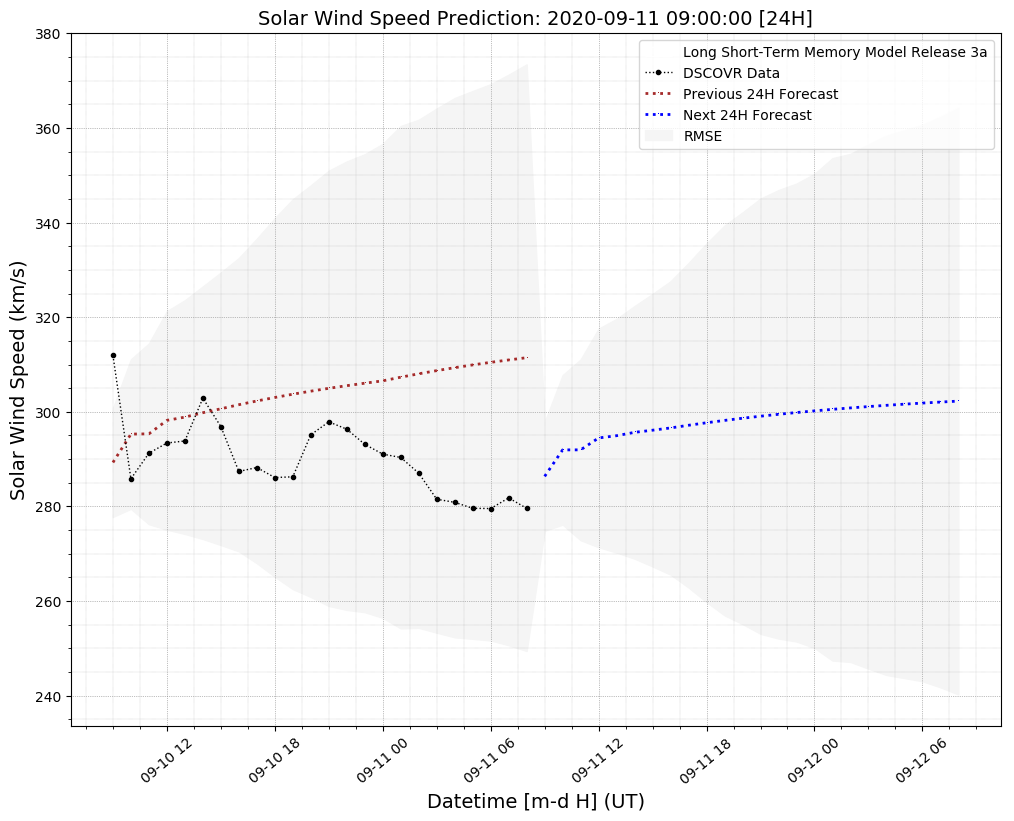 Solar Wind Speed Prediction: 2020-09-11 09:00:00 [24H]
Long Short-Term Memory Model Release 3a
DSCOVR Data
Previous 24H Forecast
Next 24H Forecast
RMSE
Solar Wind Speed (km/s)
380
360
340
320
300
280
260
240
09-10 12
09-10 18
09-11 00
09-11 06
09-11 12
09-11 18
09-12 00
09-12 06
Datetime [m-d H] (UT)